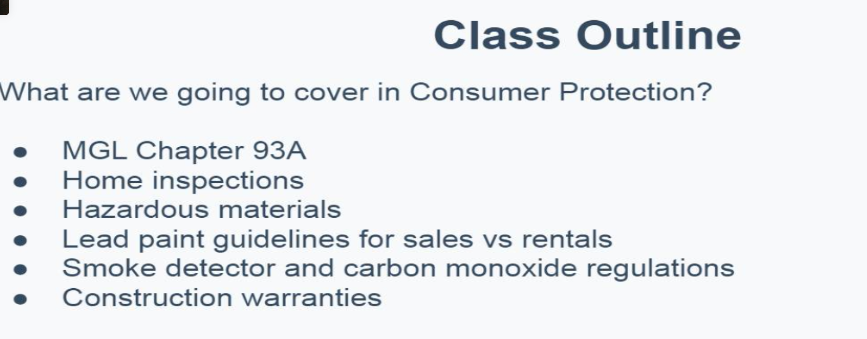 Class Outline
What are we going to cover in Consumer Protection?
● MGL Chapter 93A
● Home inspections
● Hazardous materials
● Lead paint guidelines for sales vs rentals
● Smoke detector and carbon monoxide regulations
● Construction warranties